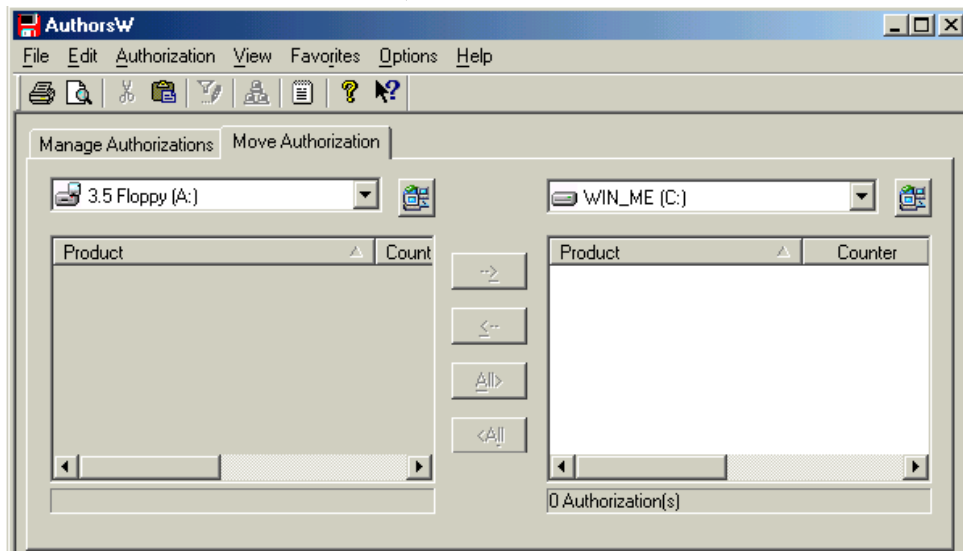 AuthorsW
File Edit Authorization View Favorites Options Help
Manage Authorizations Move Authorization
3.5 Floppy (A:) WIN_ME (C:)
Product Count Product Counter
-->
<--
All>
<All
0 Authorization(s)